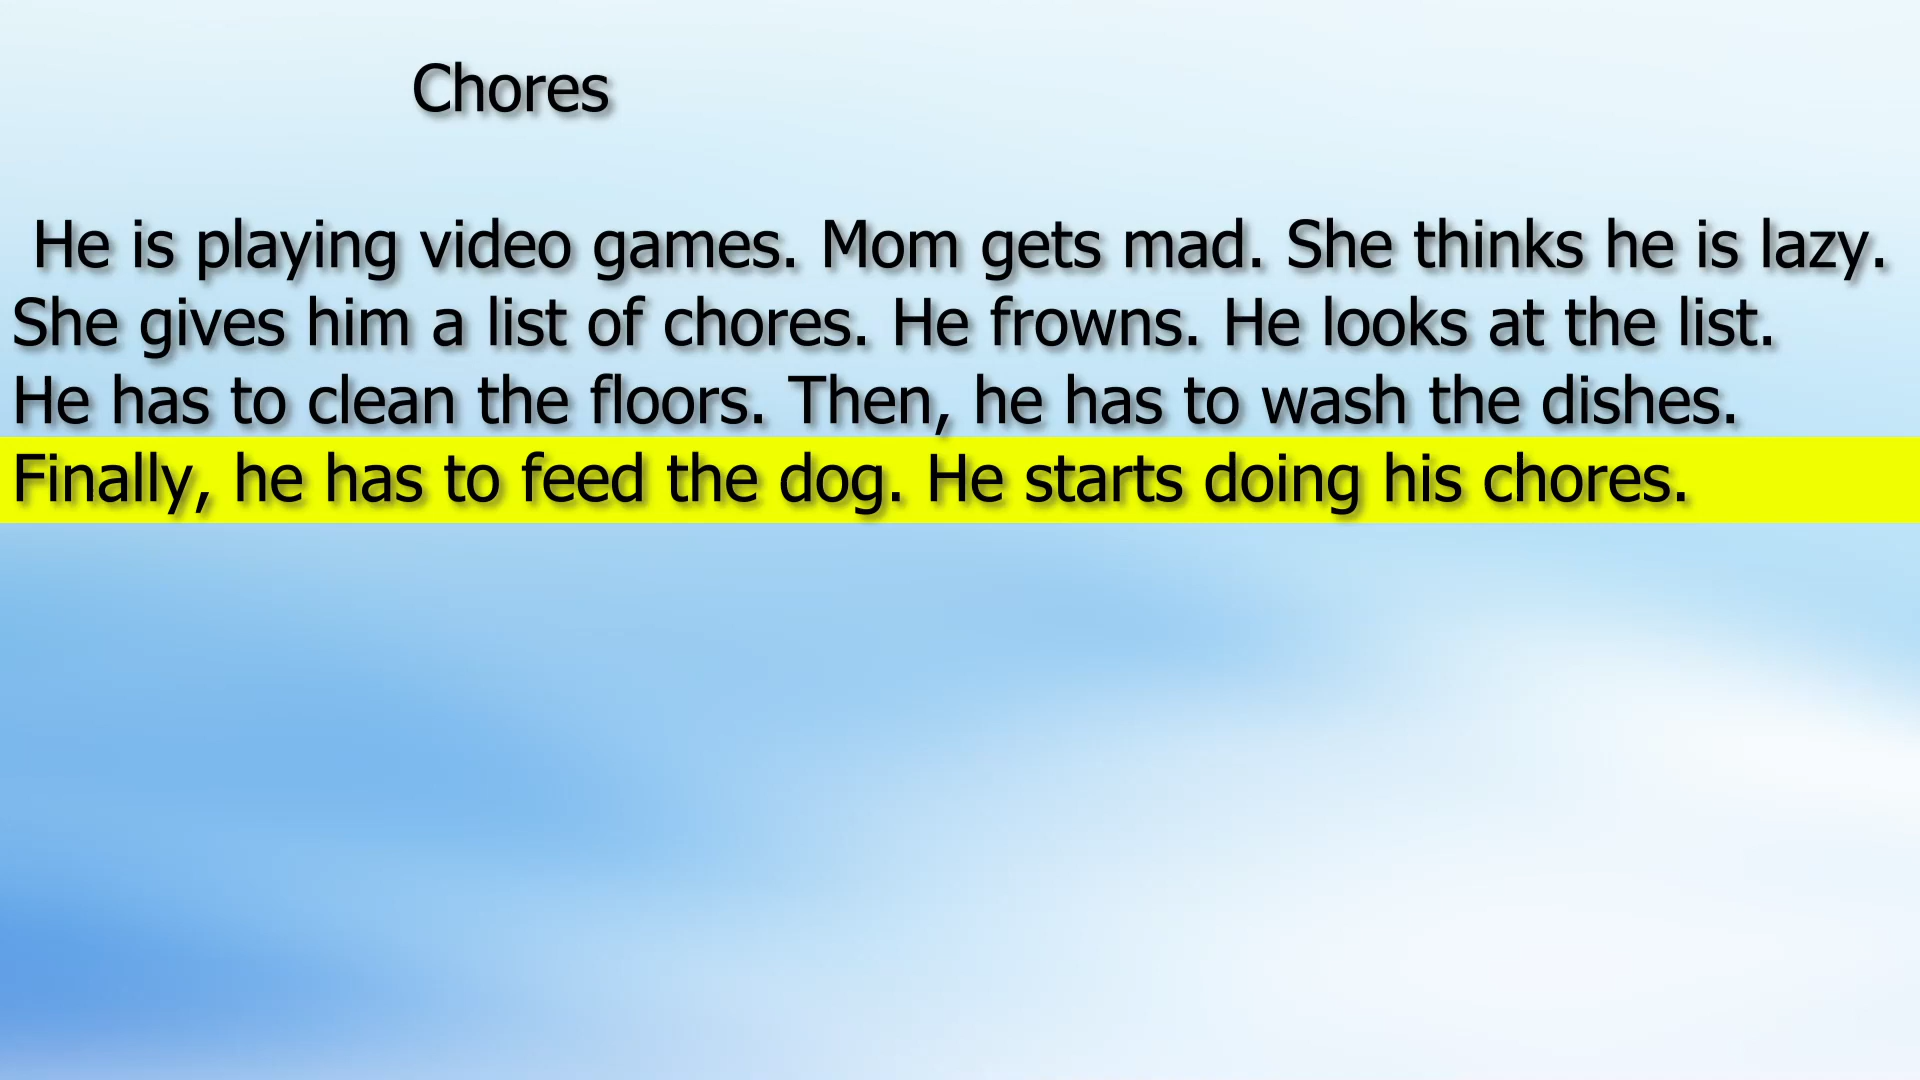 Chores
He is playing video games. Mom gets mad. She thinks he is lazy.
She gives him a list of chores. He frowns. He looks at the list.
He has to clean the floors. Then, he has to wash the dishes.
Finally, he has to feed the dog. He starts doing his chores.